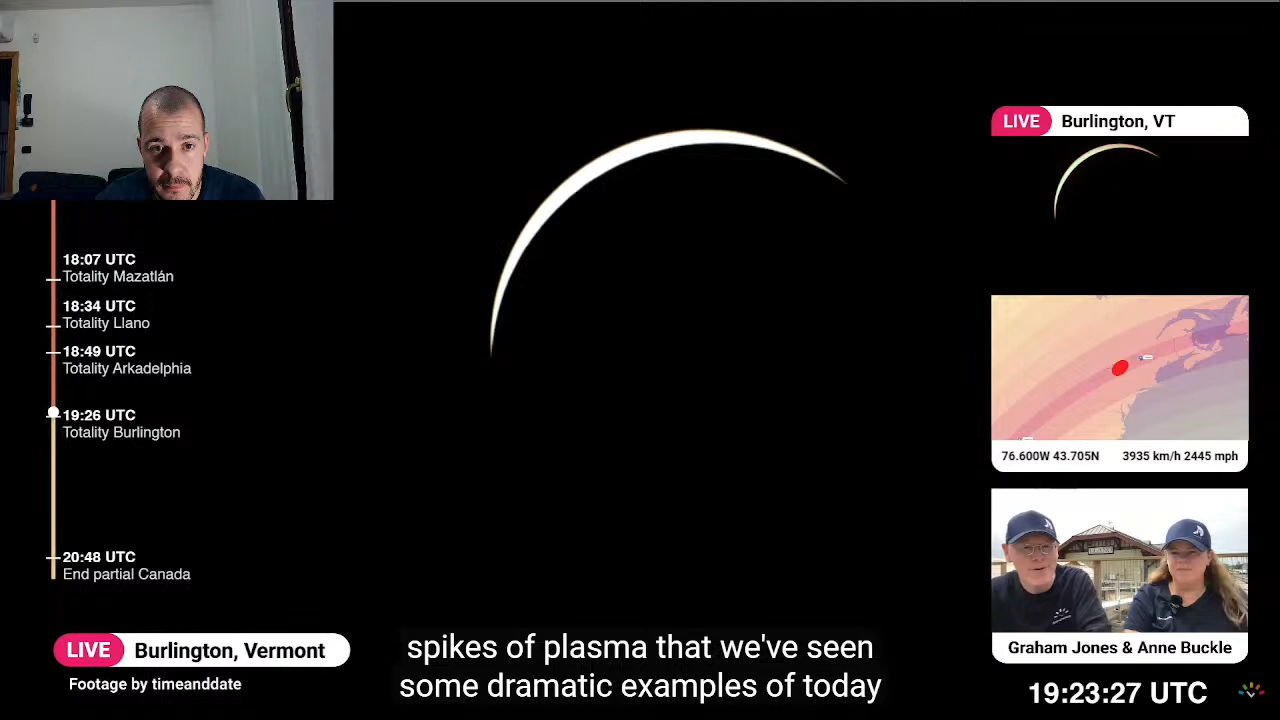 18:07 UTC
Totality Mazatlán
18:34 UTC
Totality Llano
18:49 UTC
Totality Arkadelphia
19:26 UTC
Totality Burlington
20:48 UTC
End partial Canada
LIVE Burlington, Vermont
Footage by timeanddate
spikes of plasma that we've seen
some dramatic examples of today
LIVE Burlington, VT
76.600W 43.705N 3935 km/h 2445 mph
Graham Jones & Anne Buckle
19:23:27 UTC